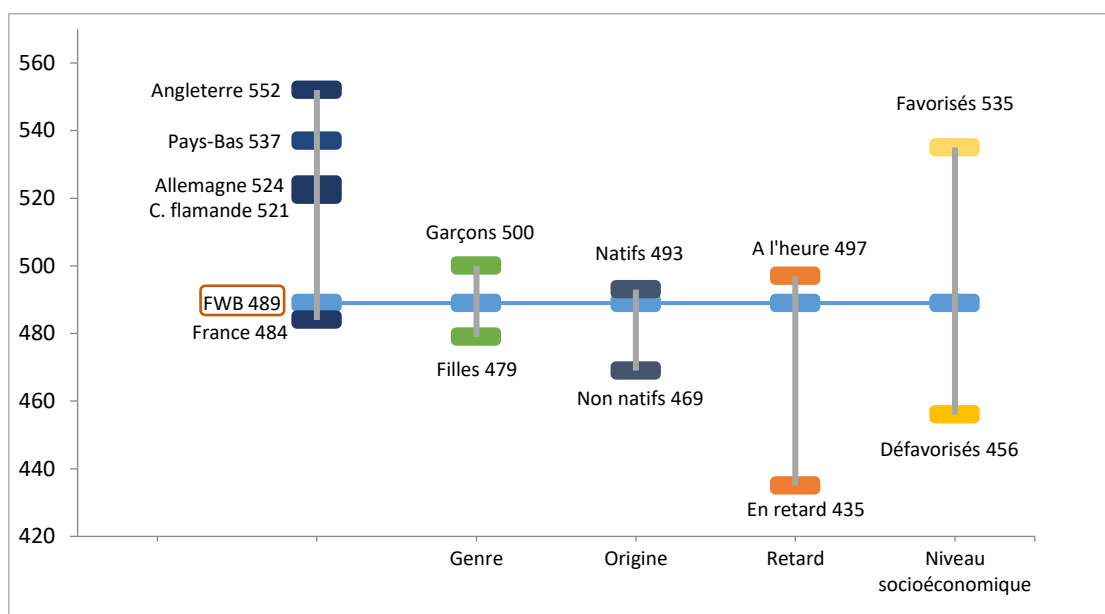 560
540
520
500
480
460
440
420
Angleterre 552
Pays-Bas 537
Allemagne 524
C. flamande 521
FWB 489
France 484
Garçons 500
Filles 479
Natifs 493
Non natifs 469
A l'heure 497
En retard 435
Favorisés 535
Défavorisés 456
Genre
Origine
Retard
Niveau
socioéconomique